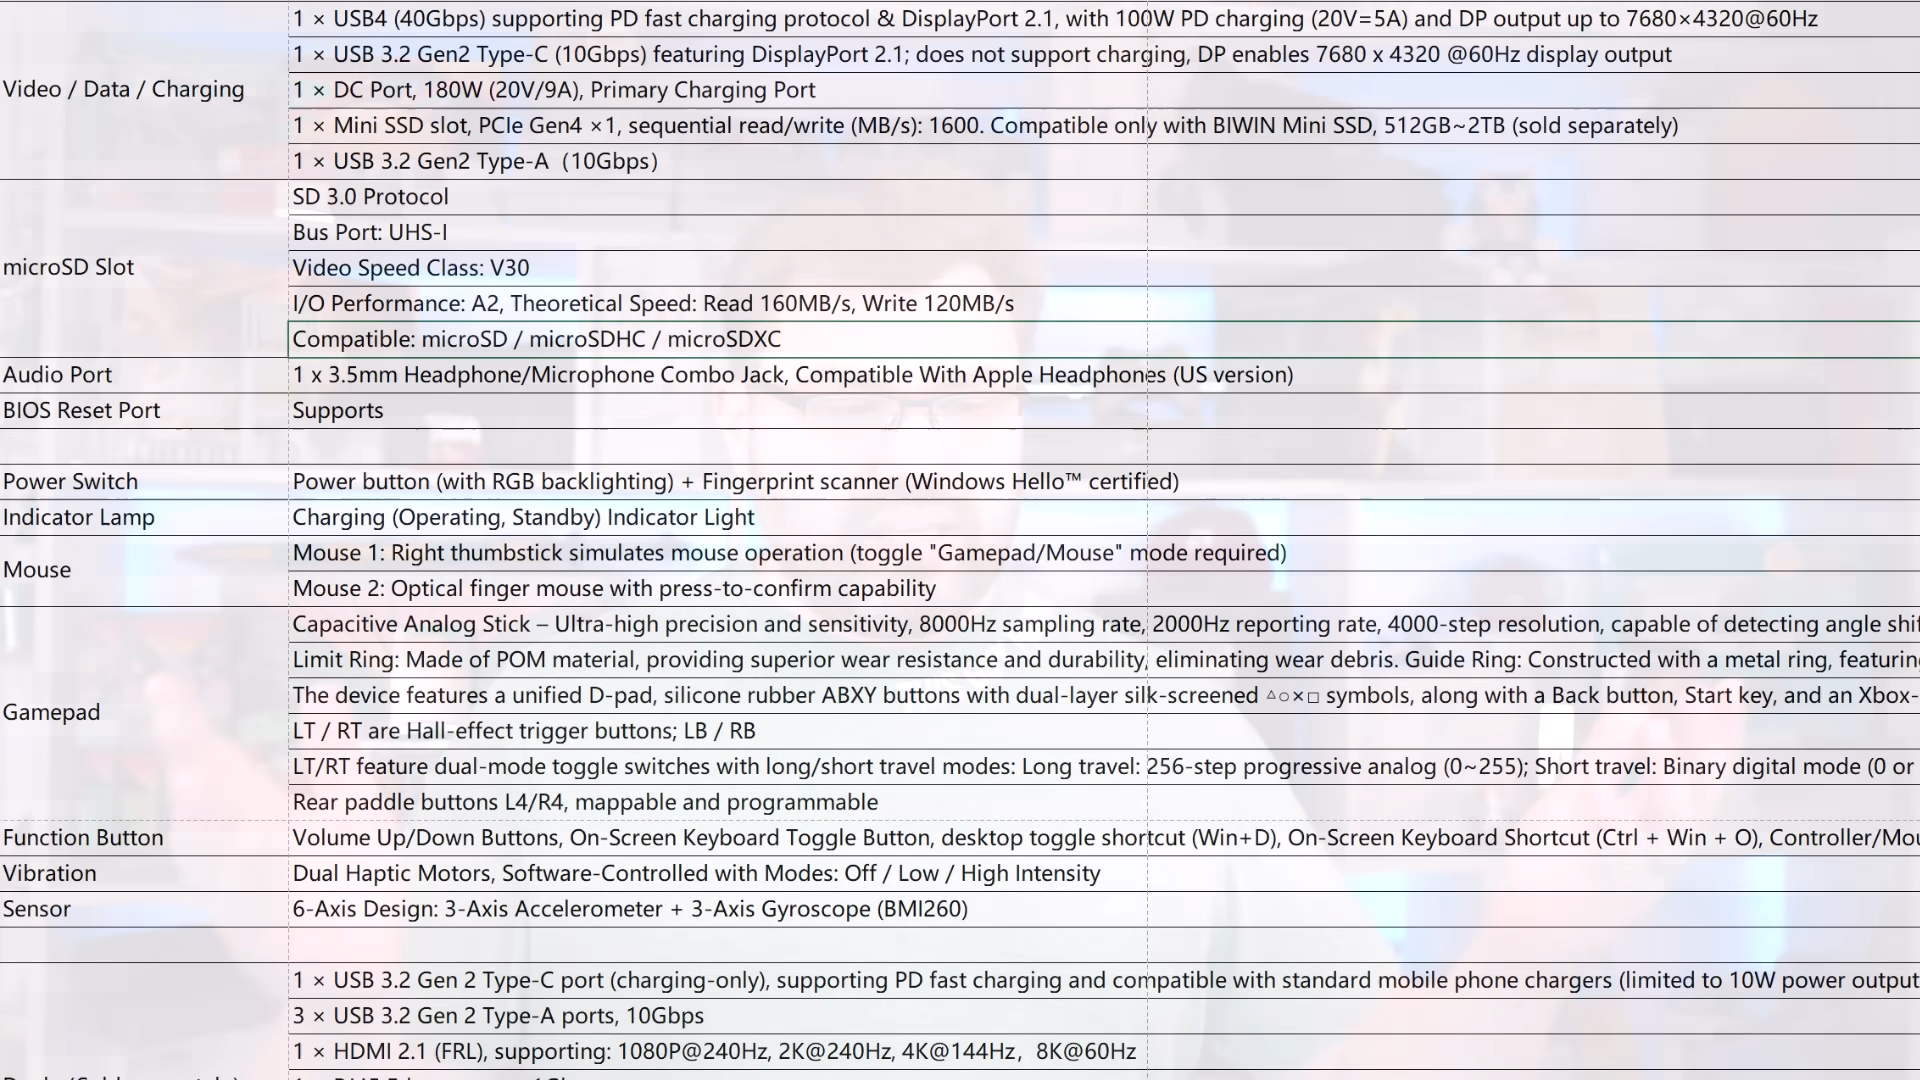 1 × USB4 (40Gbps) supporting PD fast charging protocol & DisplayPort 2.1, with 100W PD charging (20V=5A) and DP output up to 7680×4320@60Hz
1 × USB 3.2 Gen2 Type-C (10Gbps) featuring DisplayPort 2.1; does not support charging, DP enables 7680 x 4320 @60Hz display output
Video / Data / Charging
1 × DC Port, 180W (20V/9A), Primary Charging Port
1 × Mini SSD slot, PCIe Gen4 ×1, sequential read/write (MB/s): 1600. Compatible only with BIWIN Mini SSD, 512GB~2TB (sold separately)
1 × USB 3.2 Gen2 Type-A (10Gbps)
SD 3.0 Protocol
Bus Port: UHS-I
microSD Slot
Video Speed Class: V30
I/O Performance: A2, Theoretical Speed: Read 160MB/s, Write 120MB/s
Compatible: microSD / microSDHC / microSDXC
Audio Port
1 x 3.5mm Headphone/Microphone Combo Jack, Compatible With Apple Headphones (US version)
BIOS Reset Port
Supports
Power Switch
Power button (with RGB backlighting) + Fingerprint scanner (Windows Hello™ certified)
Indicator Lamp
Charging (Operating, Standby) Indicator Light
Mouse
Mouse 1: Right thumbstick simulates mouse operation (toggle "Gamepad/Mouse" mode required)
Mouse 2: Optical finger mouse with press-to-confirm capability
Capacitive Analog Stick – Ultra-high precision and sensitivity, 8000Hz sampling rate, 2000Hz reporting rate, 4000-step resolution, capable of detecting angle shif
Limit Ring: Made of POM material, providing superior wear resistance and durability, eliminating wear debris. Guide Ring: Constructed with a metal ring, featuring
The device features a unified D-pad, silicone rubber ABXY buttons with dual-layer silk-screened △○×□ symbols, along with a Back button, Start key, and an Xbox-
Gamepad
LT / RT are Hall-effect trigger buttons; LB / RB
LT/RT feature dual-mode toggle switches with long/short travel modes: Long travel: 256-step progressive analog (0~255); Short travel: Binary digital mode (0 or
Rear paddle buttons L4/R4, mappable and programmable
Function Button
Volume Up/Down Buttons, On-Screen Keyboard Toggle Button, desktop toggle shortcut (Win+D), On-Screen Keyboard Shortcut (Ctrl + Win + O), Controller/Mou
Vibration
Dual Haptic Motors, Software-Controlled with Modes: Off / Low / High Intensity
Sensor
6-Axis Design: 3-Axis Accelerometer + 3-Axis Gyroscope (BMI260)
1 × USB 3.2 Gen 2 Type-C port (charging-only), supporting PD fast charging and compatible with standard mobile phone chargers (limited to 10W power output
3 × USB 3.2 Gen 2 Type-A ports, 10Gbps
1 × HDMI 2.1 (FRL), supporting: 1080P@240Hz, 2K@240Hz, 4K@144Hz, 8K@60Hz